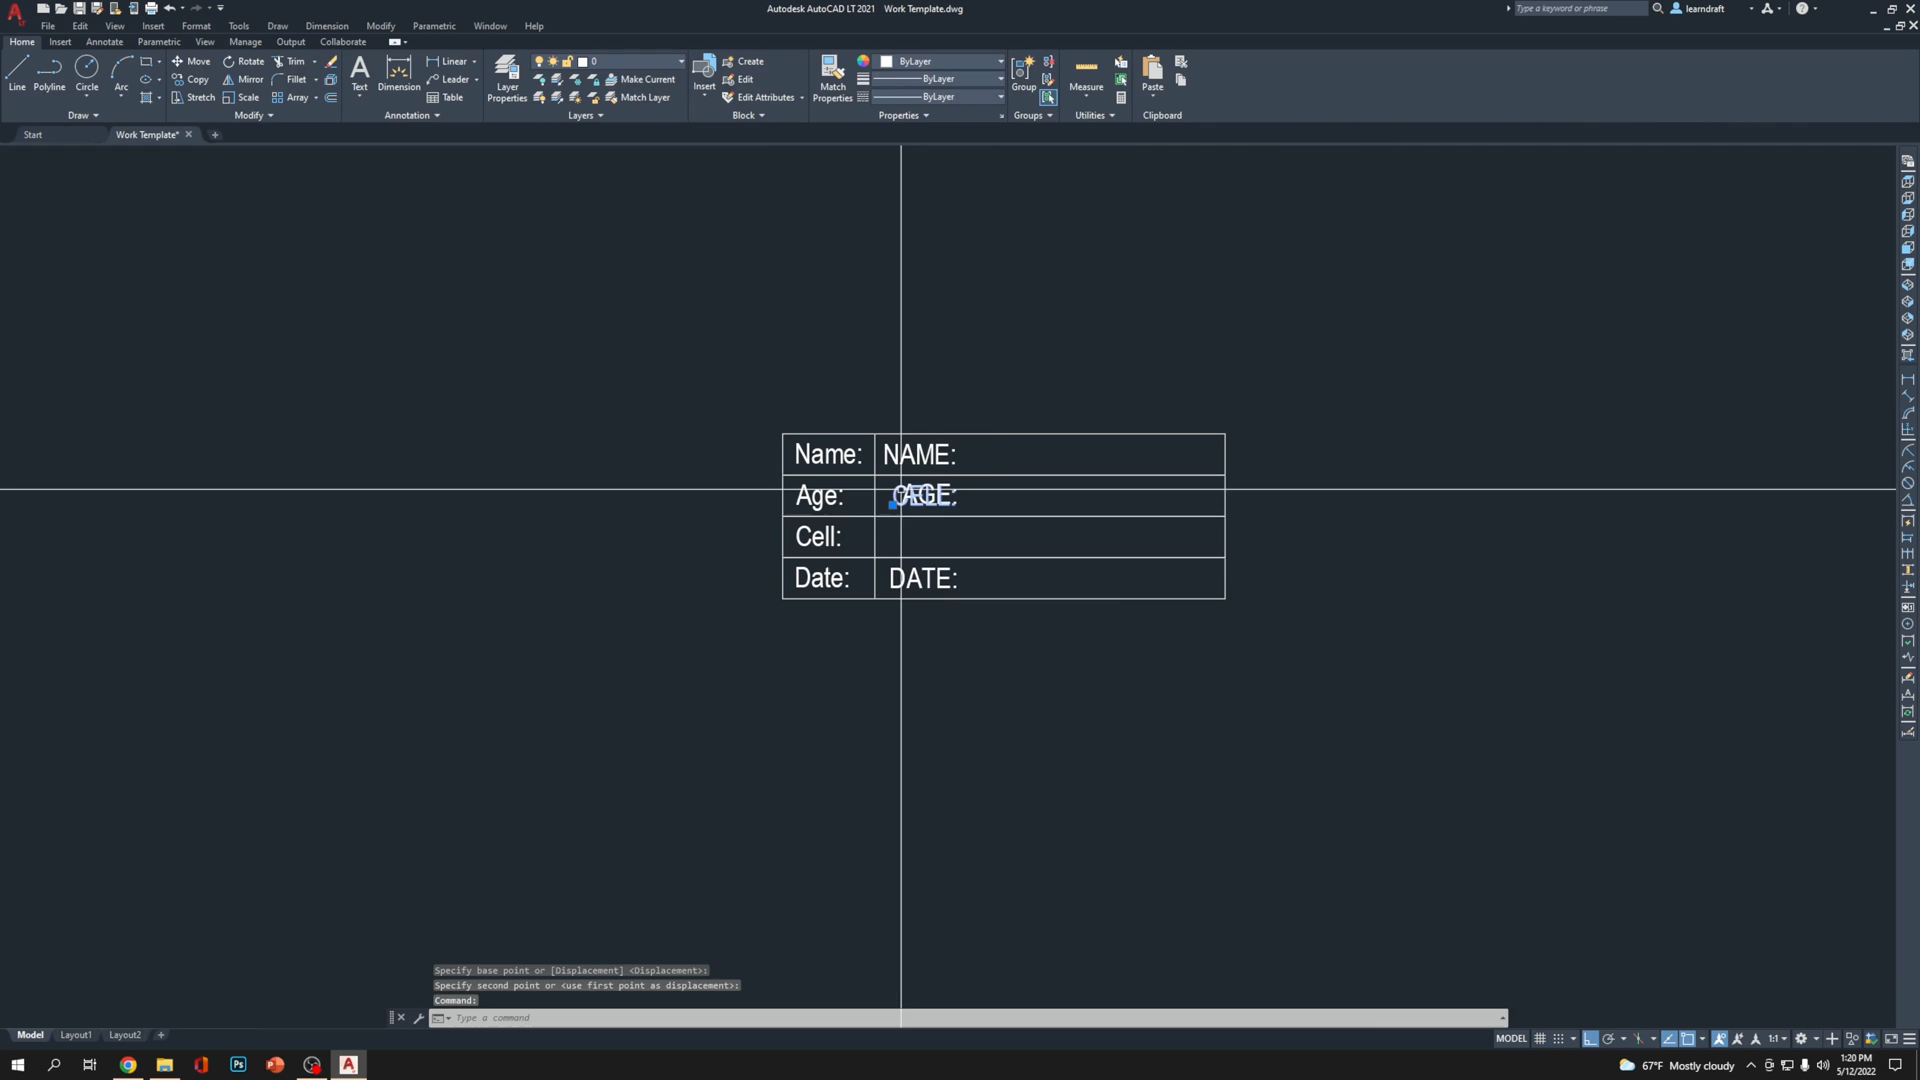 Autodesk AutoCAD LT 2021 Work Template.dwg
Type a keyword or phrase
learndraft
File Edit View Insert Format Tools Draw Dimension Modify Parametric Window Help
Home Insert Annotate Parametric View Manage Output Collaborate
Line Polyline Circle Arc
Move Rotate Trim
Copy Mirror Fillet
Stretch Scale Array
Text Dimension
Linear
Leader
Table
Layer Properties
0
Make Current
Match Layer
Insert
Create
Edit
Edit Attributes
Match Properties
ByLayer
ByLayer
ByLayer
Group
Measure
Paste
Draw Modify Annotation Layers Block Properties Groups Utilities Clipboard
Start Work Template*
Name: NAME:
Age: AGE:
CELL:
Cell:
Date: DATE:
Specify base point or [Displacement] <Displacement>:
Specify second point or <use first point as displacement>:
Command:
Type a command
Model Layout1 Layout2
MODEL 1:1
67°F Mostly cloudy
1:20 PM
5/12/2022